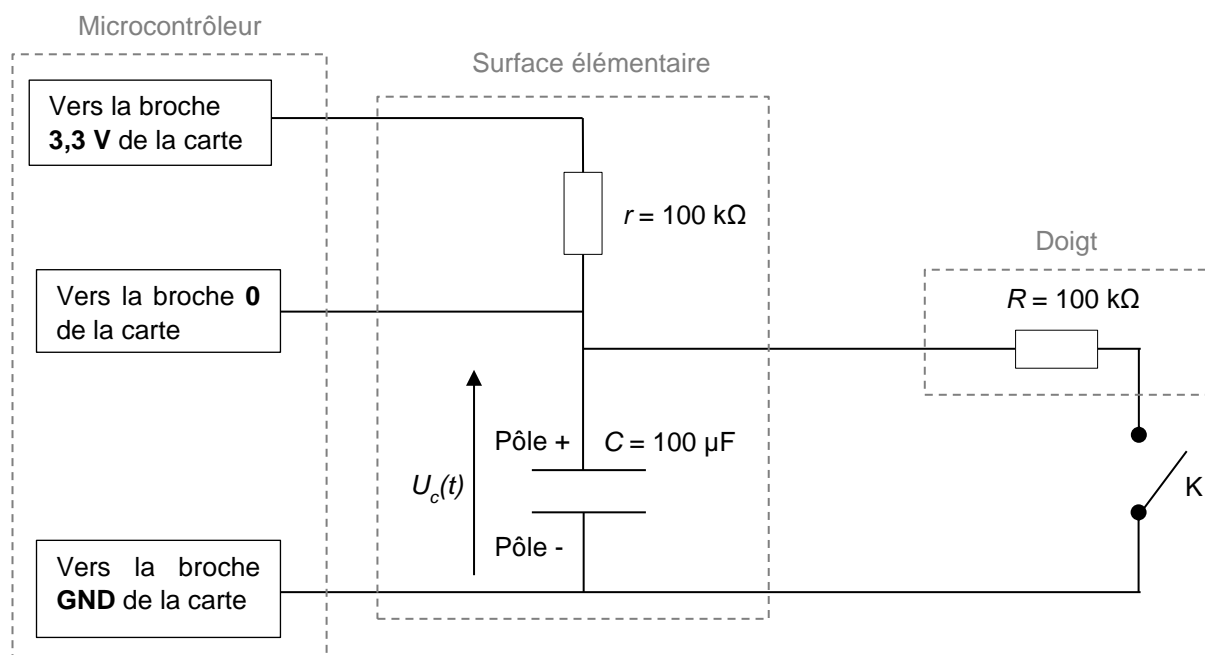 Microcontrôleur
Vers la broche
3,3 V de la carte
Surface élémentaire
r = 100 kΩ
Doigt
R = 100 kΩ
Vers la broche 0
de la carte
Pôle +
C = 100 µF
Uc(t)
K
Pôle -
Vers la broche
GND de la carte